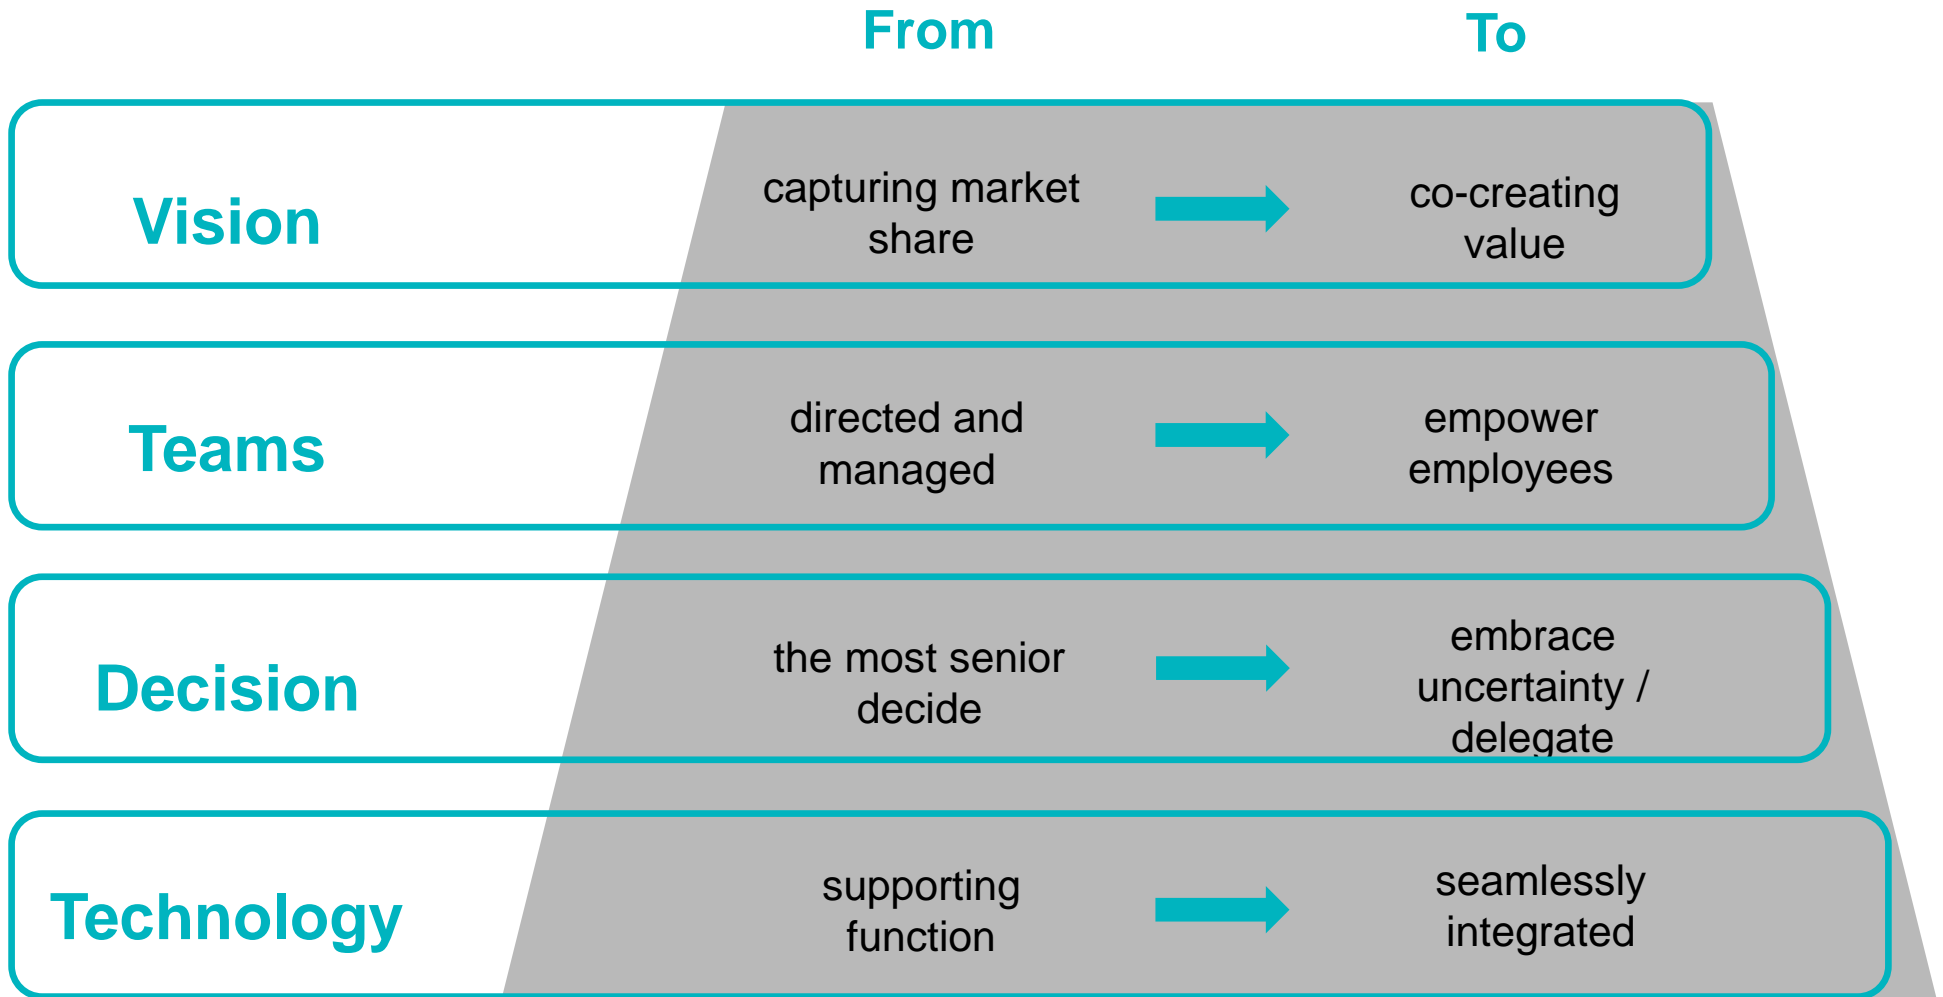 From
To
Vision
capturing market
share
co-creating
value
Teams
directed and
managed
empower
employees
Decision
the most senior
decide
embrace
uncertainty /
delegate
Technology
supporting
function
seamlessly
integrated